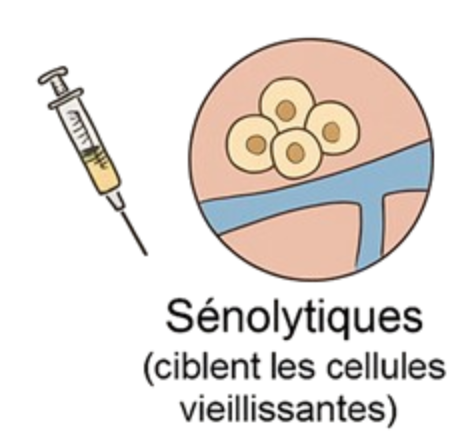 Sénolytiques
(ciblent les cellules
vieillissantes)